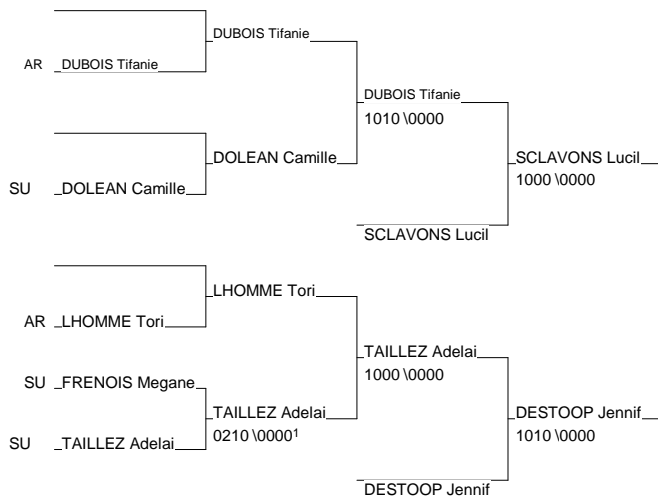 DUBOIS Tifanie
AR DUBOIS Tifanie
DUBOIS Tifanie
1010 \0000
DOLEAN Camille
SCLAVONS Lucil
1000 \0000
SU DOLEAN Camille
SCLAVONS Lucil
LHOMME Tori
AR LHOMME Tori
TAILLEZ Adelai
1000 \0000
SU FRENOIS Megane
TAILLEZ Adelai
0210 \0000¹
DESTOOP Jennif
1010 \0000
SU TAILLEZ Adelai
DESTOOP Jennif